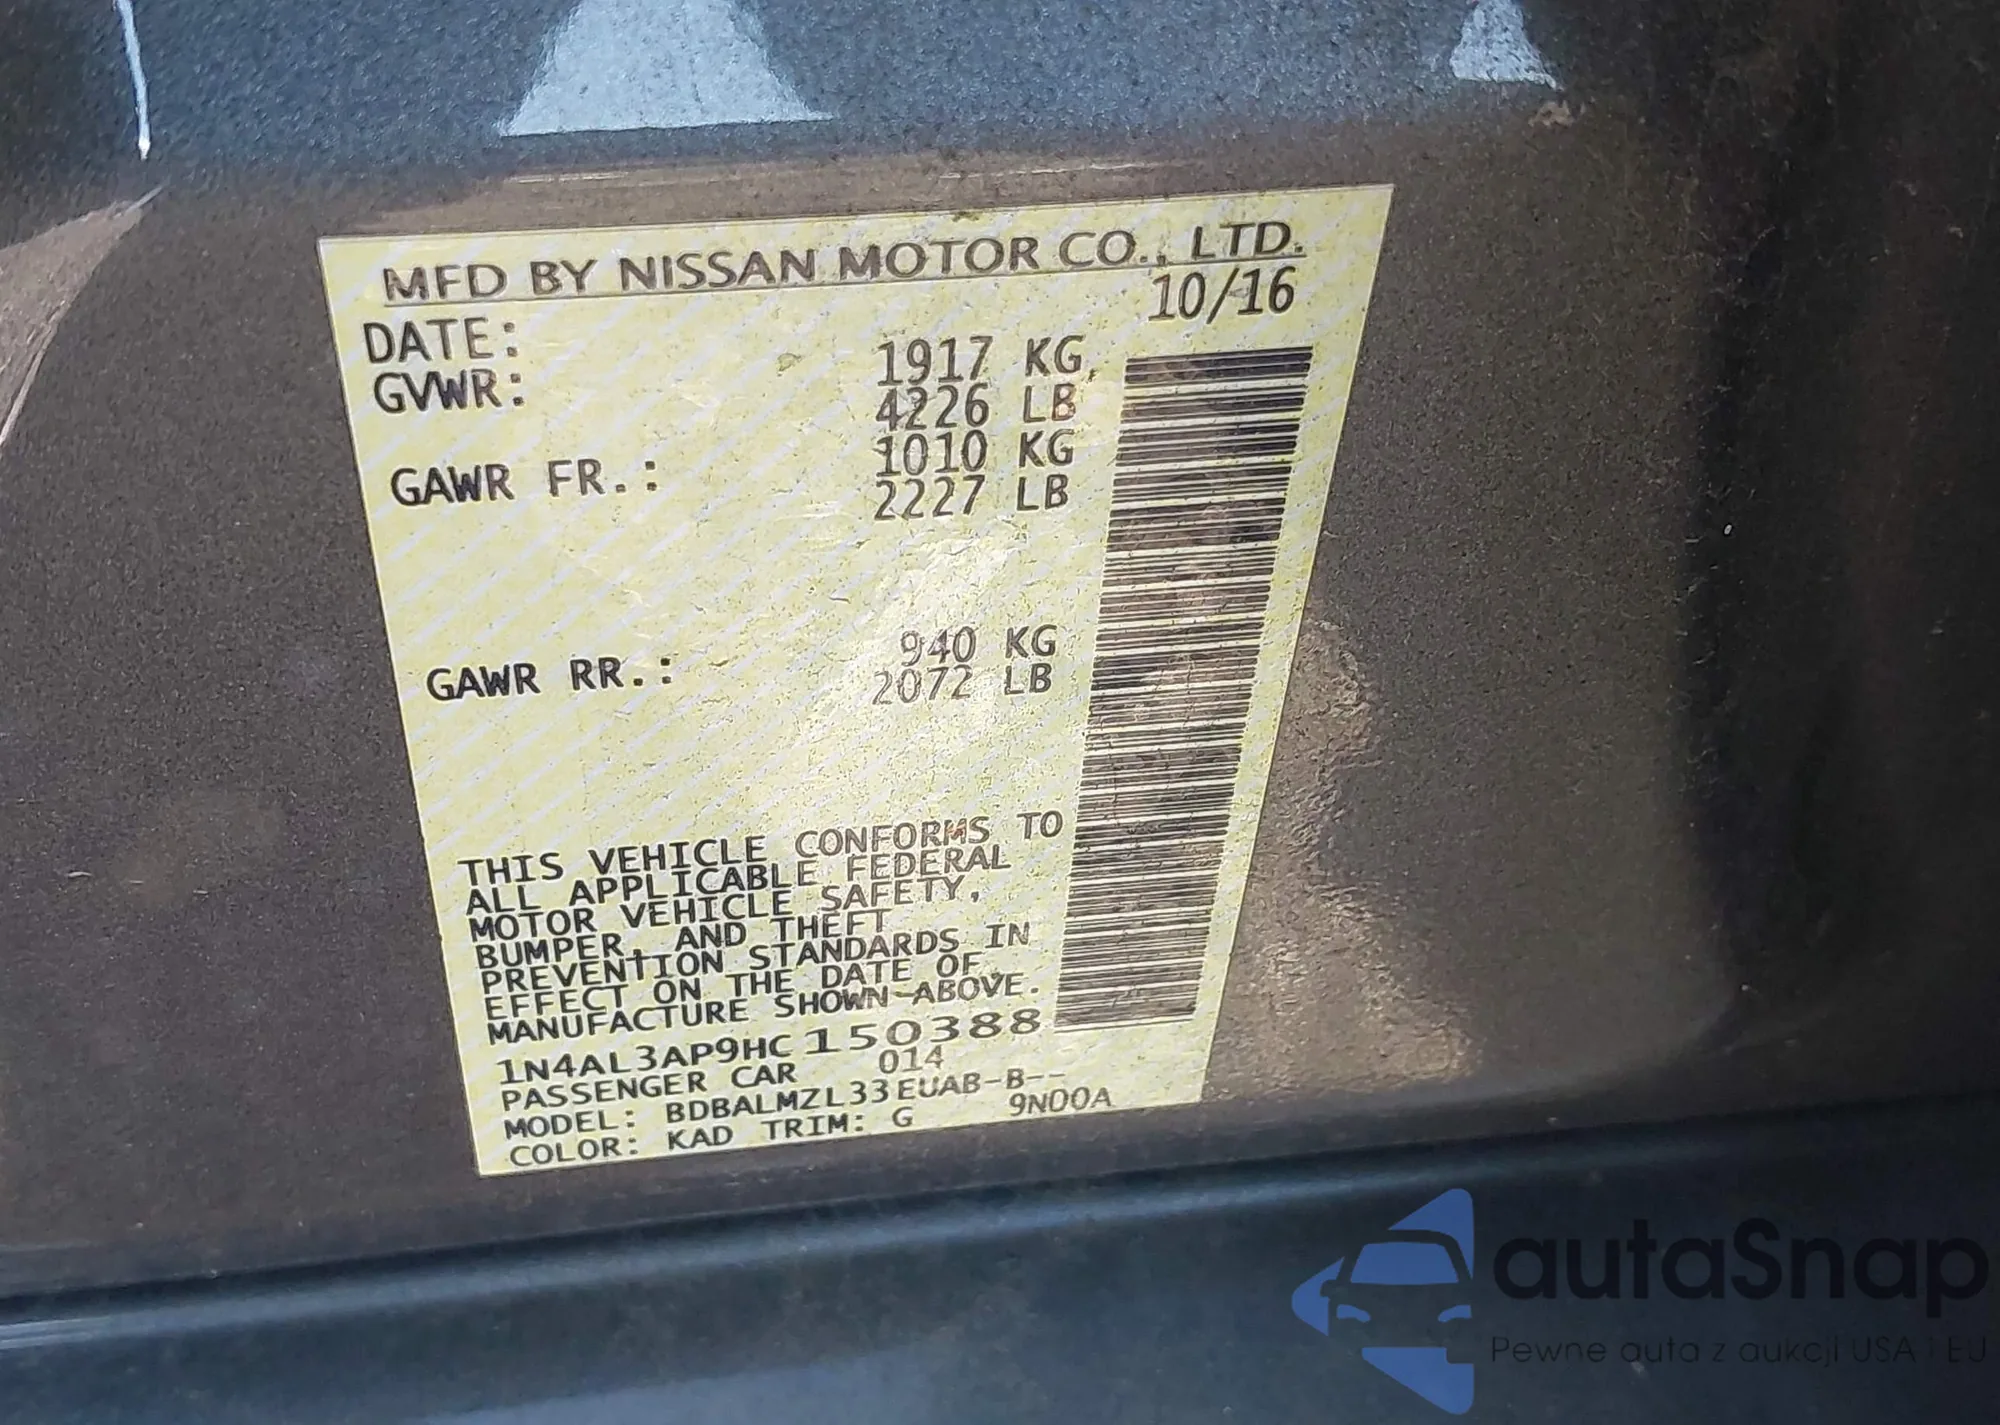 MFD BY NISSAN MOTOR CO., LTD.
DATE: 10/16
GVWR: 1917 KG
4226 LB
GAWR FR.: 1010 KG
2227 LB
GAWR RR.: 940 KG
2072 LB
THIS VEHICLE CONFORMS TO
ALL APPLICABLE FEDERAL
MOTOR VEHICLE SAFETY,
BUMPER, AND THEFT
PREVENTION STANDARDS IN
EFFECT ON THE DATE OF
MANUFACTURE SHOWN ABOVE.
1N4AL3AP9HC150388
PASSENGER CAR 014
MODEL: BDBALMZL33EUAB-B--
COLOR: KAD TRIM: G 9N00A
autaSnap
Pewne auta z aukcji USA i EU